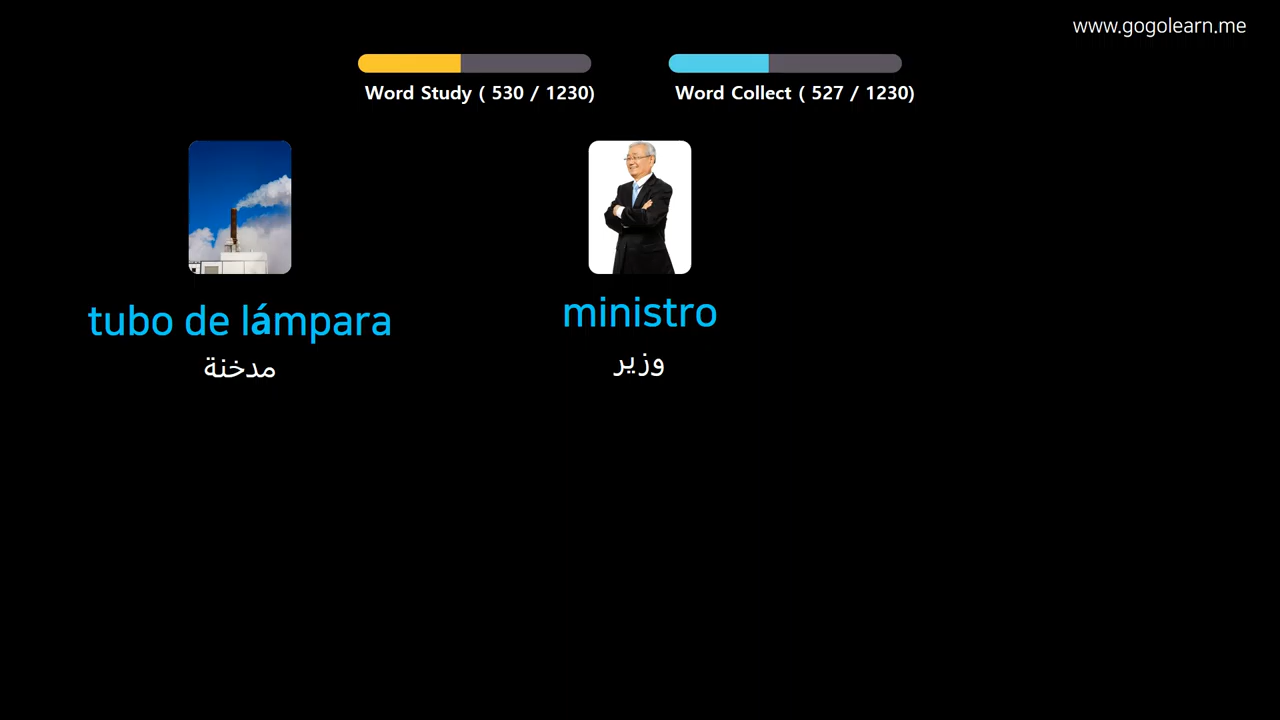 www.gogolearn.me
Word Study ( 530 / 1230)
Word Collect ( 527 / 1230)
tubo de lámpara
مدخنة
ministro
وزير